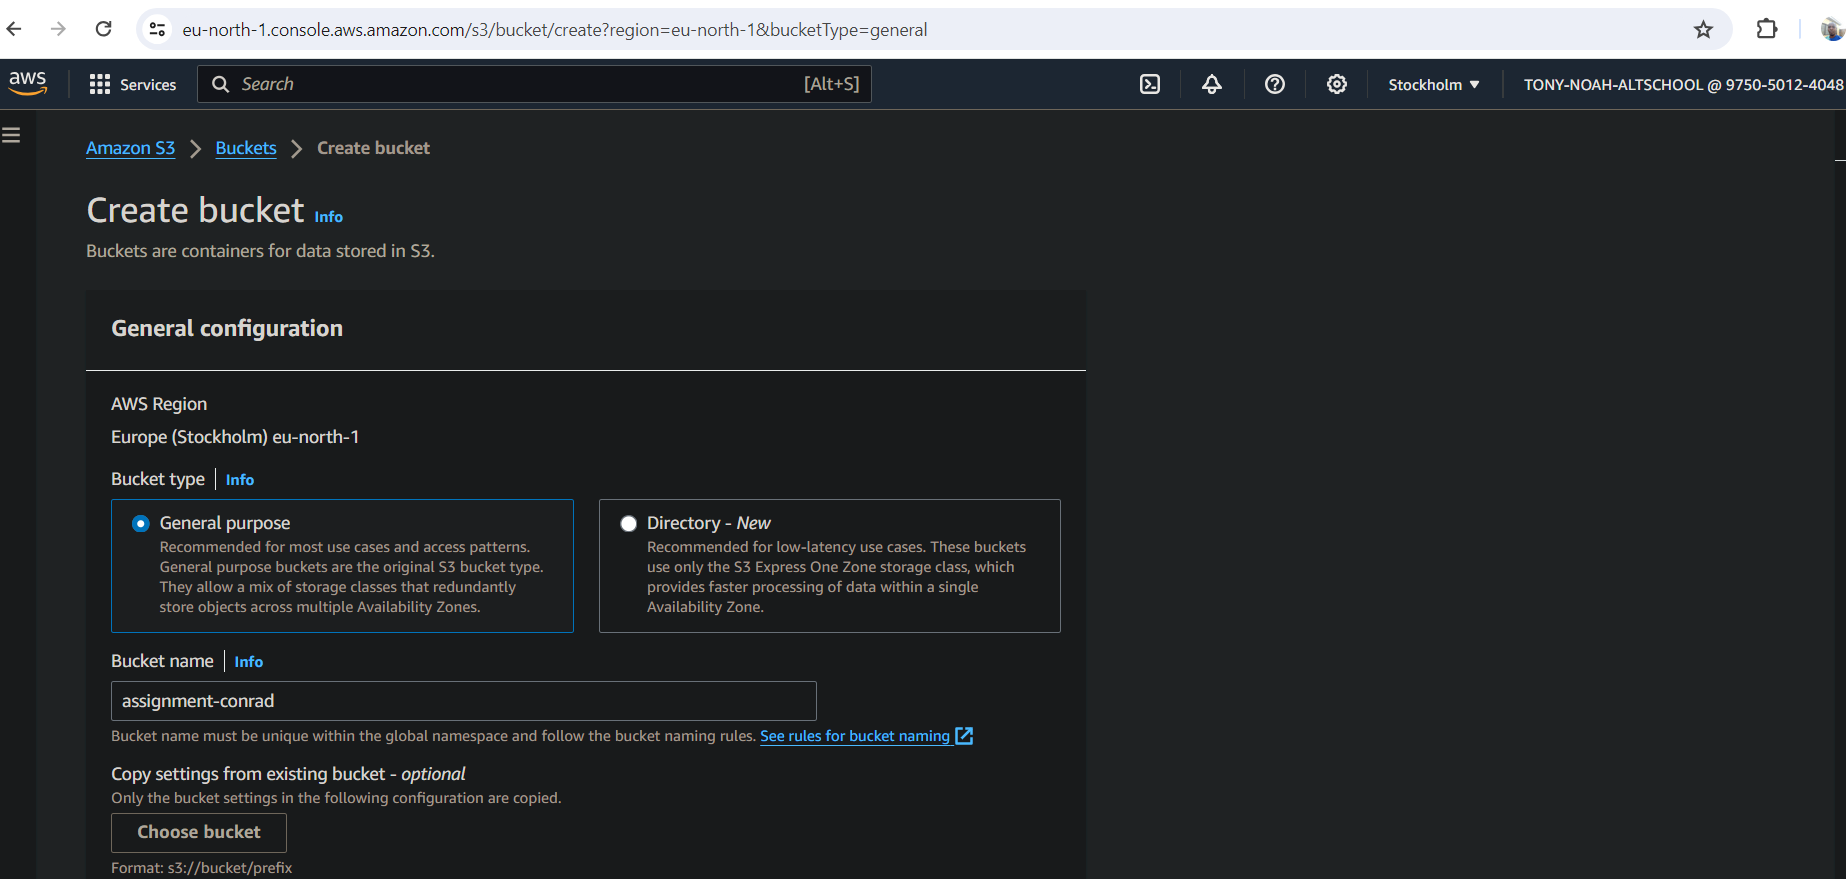 eu-north-1.console.aws.amazon.com/s3/bucket/create?region=eu-north-1&bucketType=general
aws Services Search [Alt+S] Stockholm TONY-NOAH-ALTSCHOOL @ 9750-5012-4048
Amazon S3 Buckets Create bucket
Create bucket Info
Buckets are containers for data stored in S3.
General configuration
AWS Region
Europe (Stockholm) eu-north-1
Bucket type Info
General purpose
Recommended for most use cases and access patterns.
General purpose buckets are the original S3 bucket type.
They allow a mix of storage classes that redundantly
store objects across multiple Availability Zones.
Directory - New
Recommended for low-latency use cases. These buckets
use only the S3 Express One Zone storage class, which
provides faster processing of data within a single
Availability Zone.
Bucket name Info
assignment-conrad
Bucket name must be unique within the global namespace and follow the bucket naming rules. See rules for bucket naming
Copy settings from existing bucket - optional
Only the bucket settings in the following configuration are copied.
Choose bucket
Format: s3://bucket/prefix